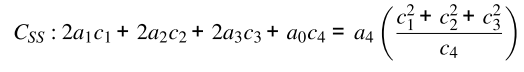 C_{SS} : 2a_1c_1 + 2a_2c_2 + 2a_3c_3 + a_0c_4 = a_4 \left( \frac{c_1^2 + c_2^2 + c_3^2}{c_4} \right)